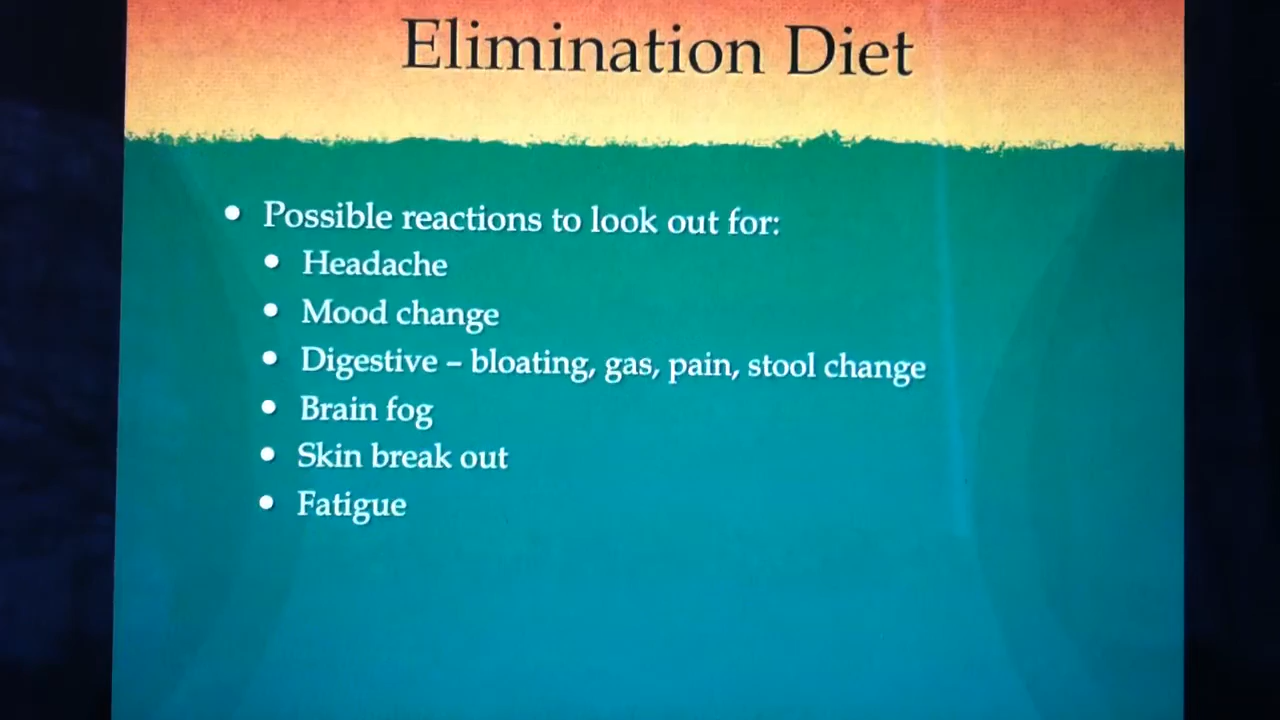 Elimination Diet
• Possible reactions to look out for:
• Headache
• Mood change
• Digestive – bloating, gas, pain, stool change
• Brain fog
• Skin break out
• Fatigue